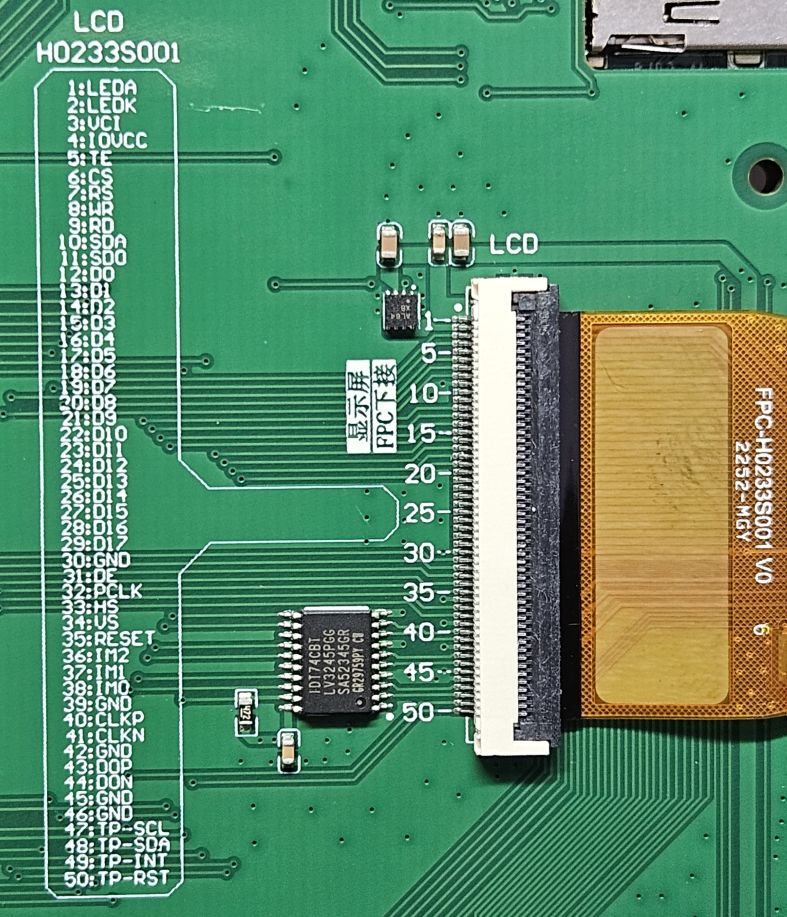 LCD
H0233S001
1:LEDA
2:LEDK
3:VCI
4:IOVCC
5:TE
6:CS
7:RS
8:WR
9:RD
10:SDA
11:SDO
12:D0
13:D1
14:D2
15:D3
16:D4
17:D5
18:D6
19:D7
20:D8
21:D9
22:D10
23:D11
24:D12
25:D13
26:D14
27:D15
28:D16
29:D17
30:GND
31:DE
32:PCLK
33:HS
34:VS
35:RESET
36:IM2
37:IM1
38:IM0
39:GND
40:CLKP
41:CLKN
42:GND
43:D0P
44:D0N
45:GND
46:GND
47:TP-SCL
48:TP-SDA
49:TP-INT
50:TP-RST
LCD
1
5
10
15
20
25
30
35
40
45
50
显示屏
FPC下接
IDT74CBT
LV3245PGG
SA52345GR
GR29759PY
FPC-H0233S001 V0 6
2252-MGY